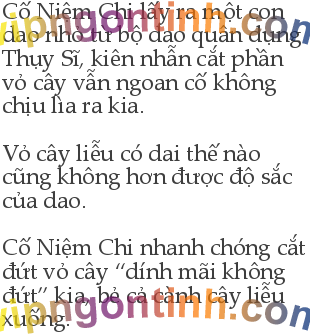 Cố Niệm Chi lấy ra một con
dao nhỏ từ bộ dao quân dụng
Thụy Sĩ, kiên nhẫn cắt phần
vỏ cây vẫn ngoan cố không
chịu lìa ra kia.
Vỏ cây liễu có dai thế nào
cũng không hơn được độ sắc
của dao.
Cố Niệm Chi nhanh chóng cắt
đứt vỏ cây “dính mãi không
đứt” kia, bẻ cả cành cây liễu
xuống.